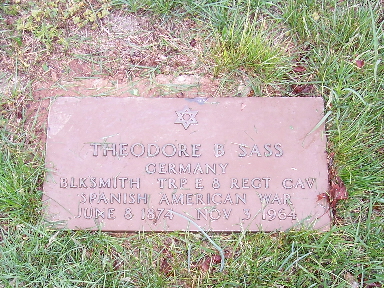 THEODORE B SASS
GERMANY
BLKSMITH TRP E 8 REGT CAV
SPANISH AMERICAN WAR
JUNE 8 1874 NOV 3 1964